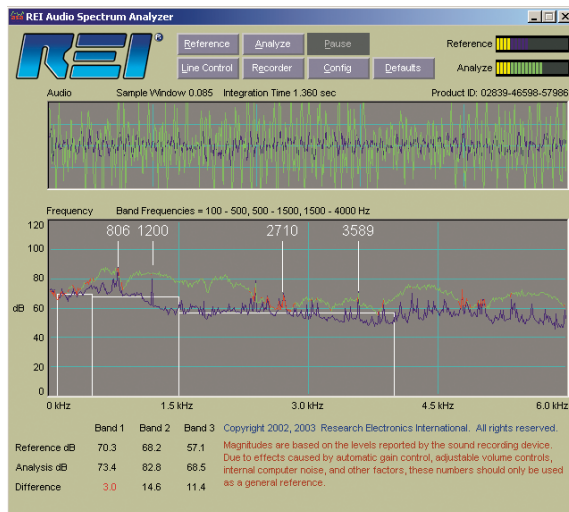 REI Audio Spectrum Analyzer
REI®
Reference Analyze Pause
Line Control Recorder Config Defaults
Reference
Analyze
Audio Sample Window 0.085 Integration Time 1.360 sec Product ID: 02839-46598-57986
Frequency Band Frequencies = 100 - 500, 500 - 1500, 1500 - 4000 Hz
806 1200 2710 3589
120
100
80
dB
60
40
20
0
0 kHz 1.5 kHz 3.0 kHz 4.5 kHz 6.0 kHz
Band 1 Band 2 Band 3
Reference dB 70.3 68.2 57.1
Analysis dB 73.4 82.8 68.5
Difference 3.0 14.6 11.4
Copyright 2002, 2003 Research Electronics International. All rights reserved.
Magnitudes are based on the levels reported by the sound recording device.
Due to effects caused by automatic gain control, adjustable volume controls,
internal computer noise, and other factors, these numbers should only be used
as a general reference.